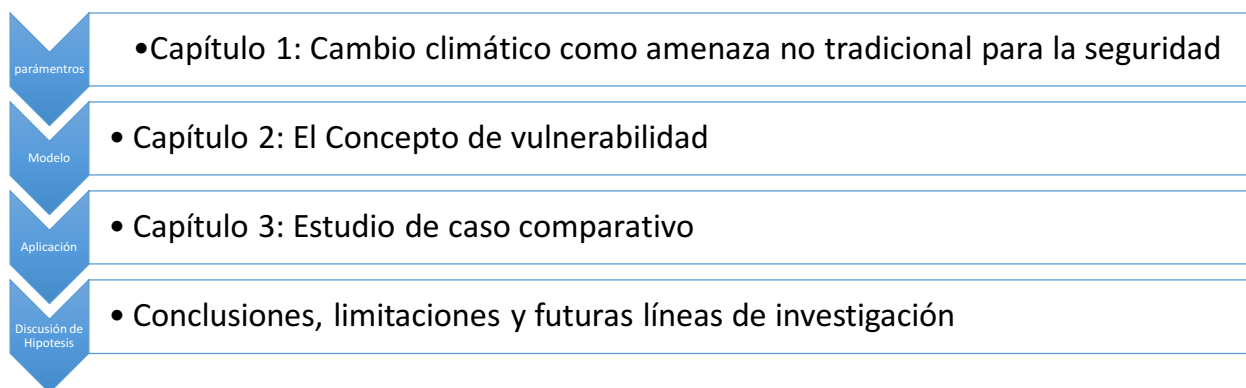 parámentros
•Capítulo 1: Cambio climático como amenaza no tradicional para la seguridad
Modelo
• Capítulo 2: El Concepto de vulnerabilidad
Aplicación
• Capítulo 3: Estudio de caso comparativo
Discusión de
Hipotesis
• Conclusiones, limitaciones y futuras líneas de investigación